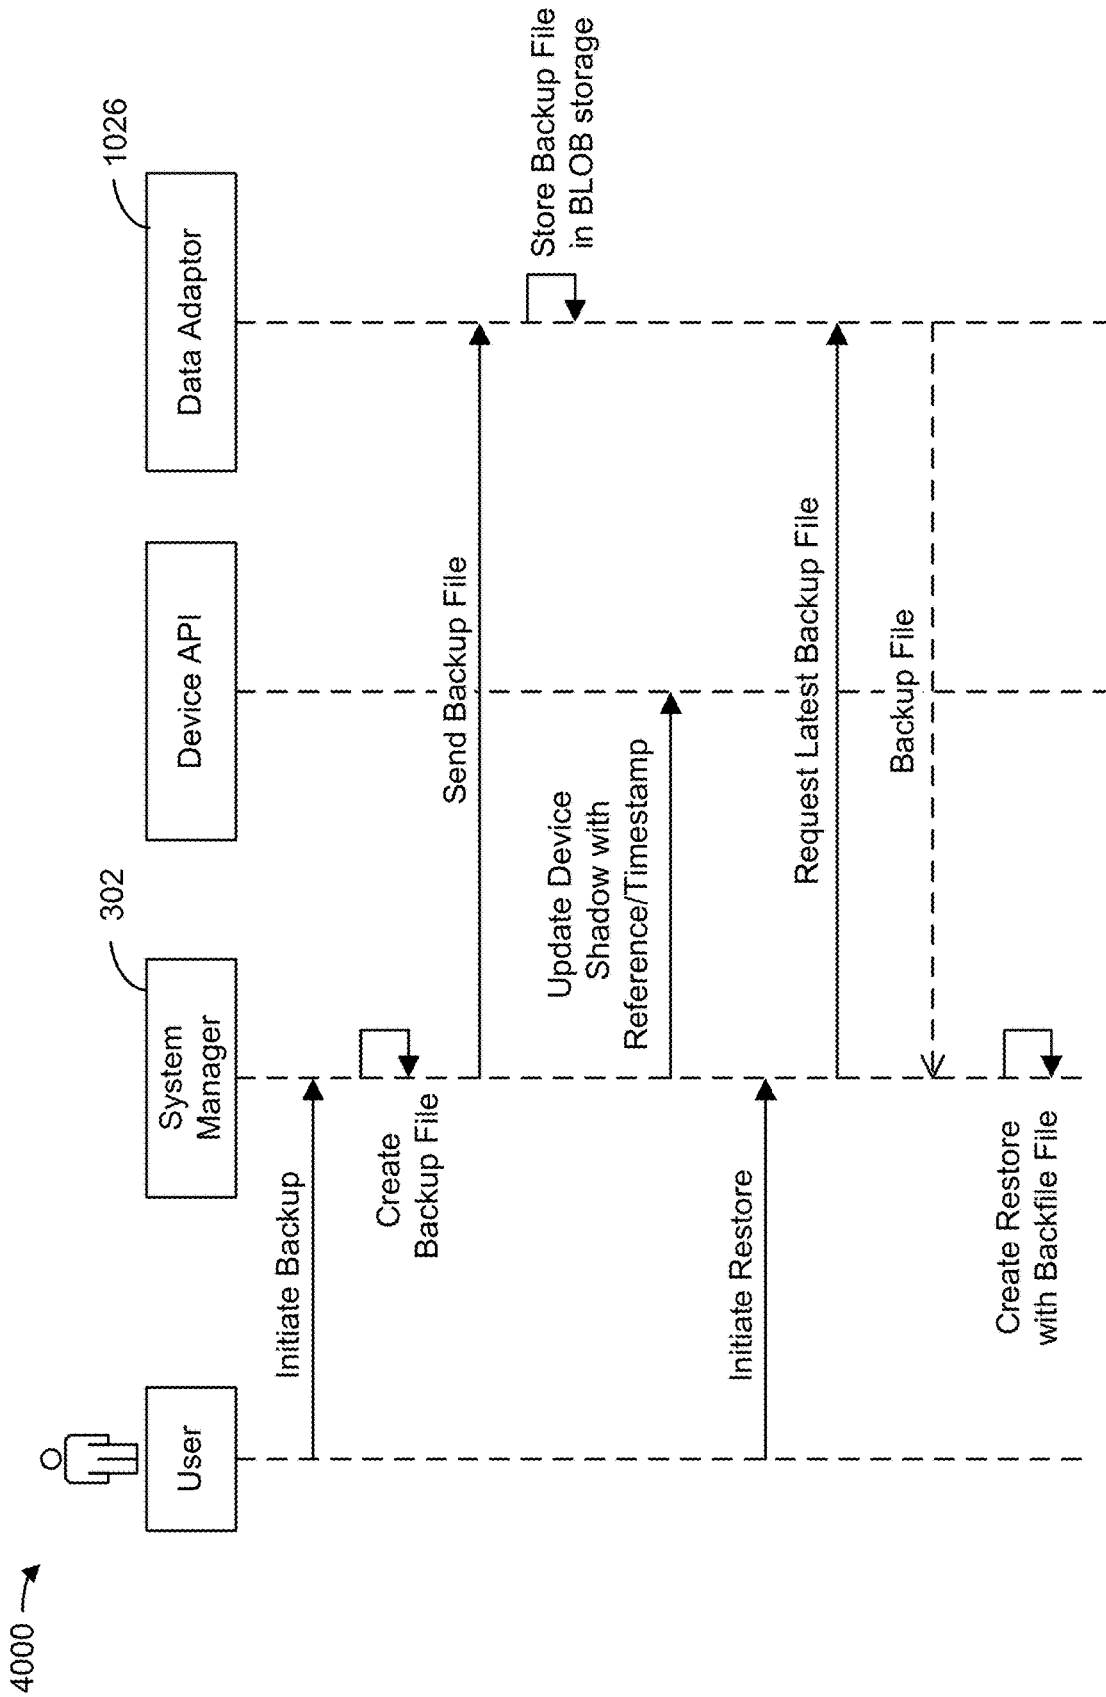 4000
User
System
Manager
302
Device API
Data Adaptor
1026
Initiate Backup
Create
Backup File
Send Backup File
Store Backup File
in BLOB storage
Update Device
Shadow with
Reference/Timestamp
Initiate Restore
Request Latest Backup File
Backup File
Create Restore
with Backfile File